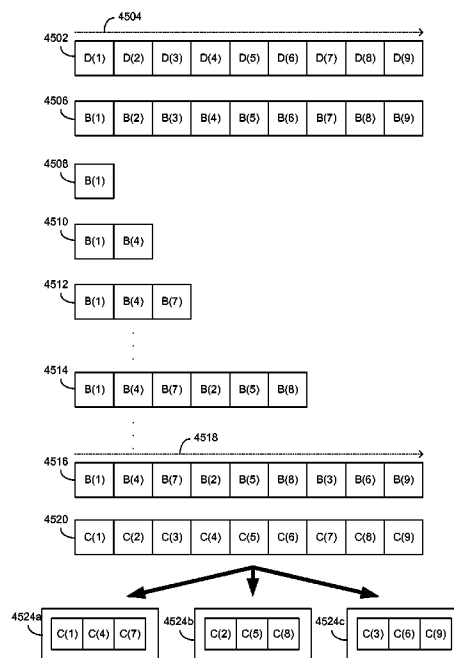 4504
4502
D(1) D(2) D(3) D(4) D(5) D(6) D(7) D(8) D(9)
4506
B(1) B(2) B(3) B(4) B(5) B(6) B(7) B(8) B(9)
4508
B(1)
4510
B(1) B(4)
4512
B(1) B(4) B(7)
4514
B(1) B(4) B(7) B(2) B(5) B(8)
4518
4516
B(1) B(4) B(7) B(2) B(5) B(8) B(3) B(6) B(9)
4520
C(1) C(2) C(3) C(4) C(5) C(6) C(7) C(8) C(9)
4524a 4524b 4524c
C(1) C(4) C(7) C(2) C(5) C(8) C(3) C(6) C(9)